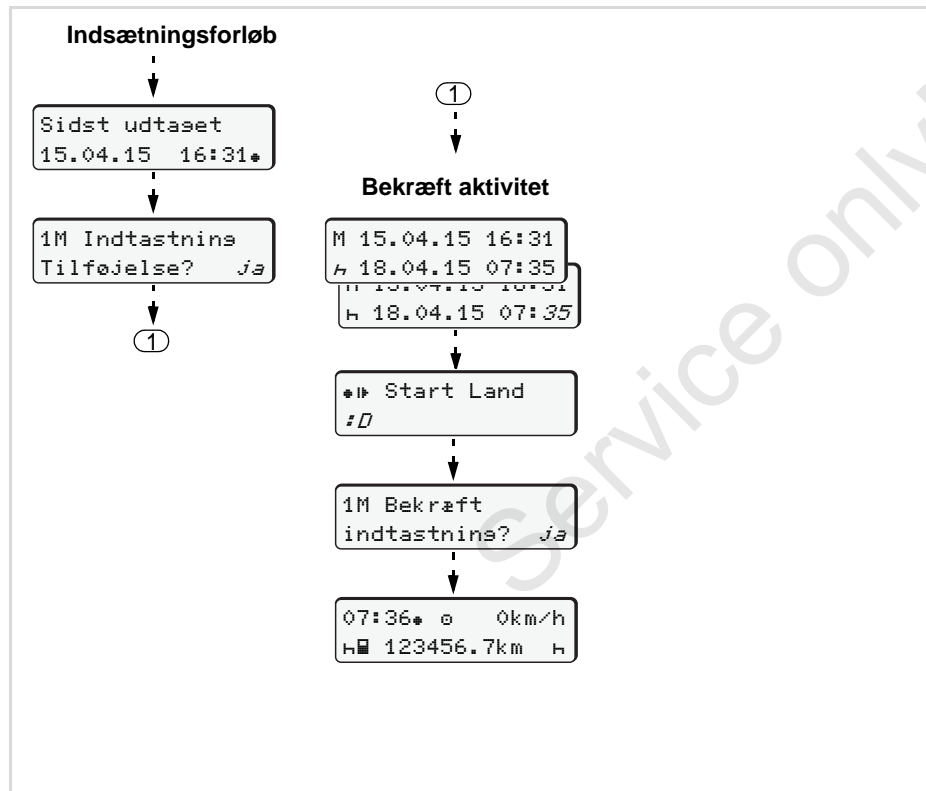 Indsætningsforløb
Sidst udtaget
15.04.15 16:31
1M Indtastning
Tilføjelse? ja
1
1
Bekræft aktivitet
M 15.04.15 16:31
18.04.15 07:35
18.04.15 07:35
Start Land
:D
1M Bekræft
indtastning? ja
07:36 0km/h
123456.7km
Service only